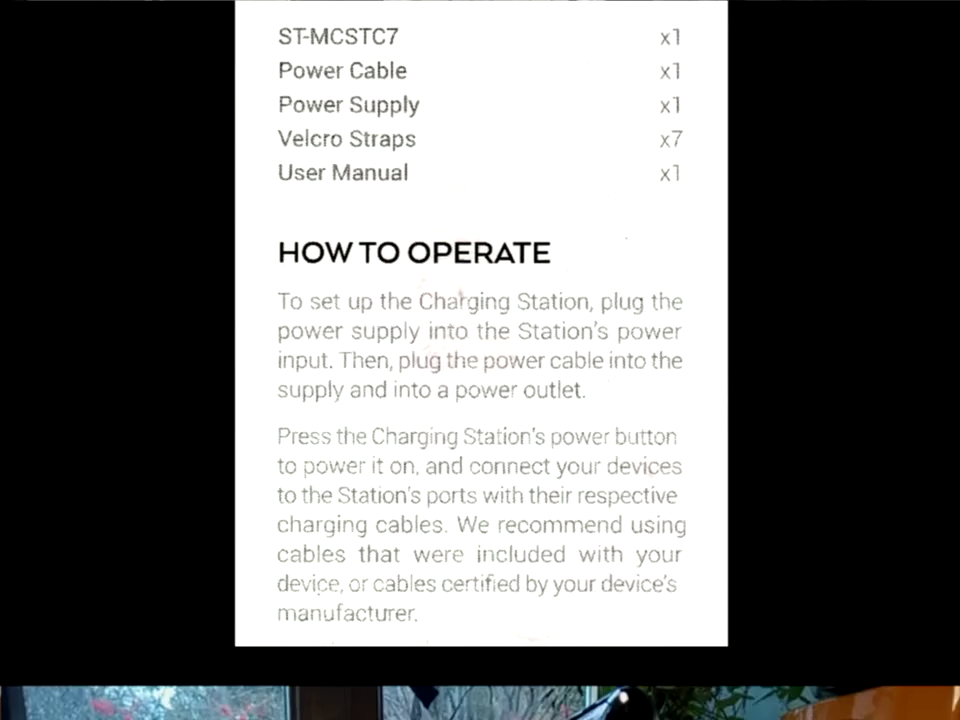 ST-MCSTC7 x1
Power Cable x1
Power Supply x1
Velcro Straps x7
User Manual x1
HOW TO OPERATE
To set up the Charging Station, plug the
power supply into the Station's power
input. Then, plug the power cable into the
supply and into a power outlet.
Press the Charging Station's power button
to power it on, and connect your devices
to the Station's ports with their respective
charging cables. We recommend using
cables that were included with your
device, or cables certified by your device's
manufacturer.